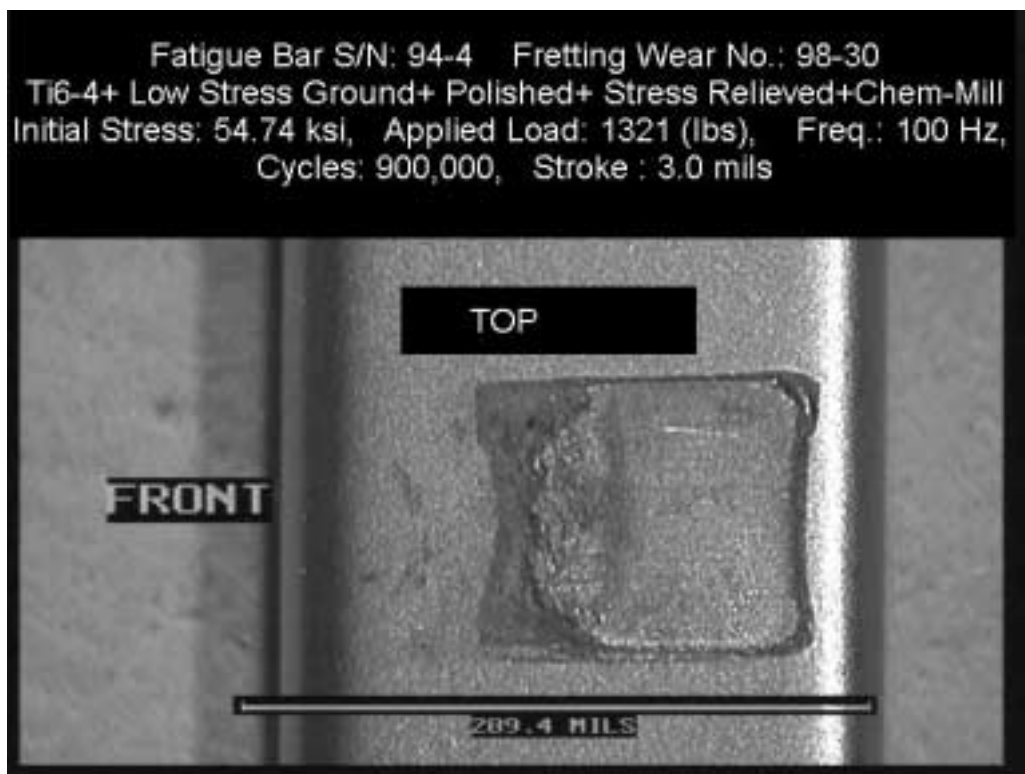 Fatigue Bar S/N: 94-4 Fretting Wear No.: 98-30
Ti6-4+ Low Stress Ground+ Polished+ Stress Relieved+Chem-Mill
Initial Stress: 54.74 ksi, Applied Load: 1321 (lbs), Freq.: 100 Hz,
Cycles: 900,000, Stroke : 3.0 mils
TOP
FRONT
209.4 MILS